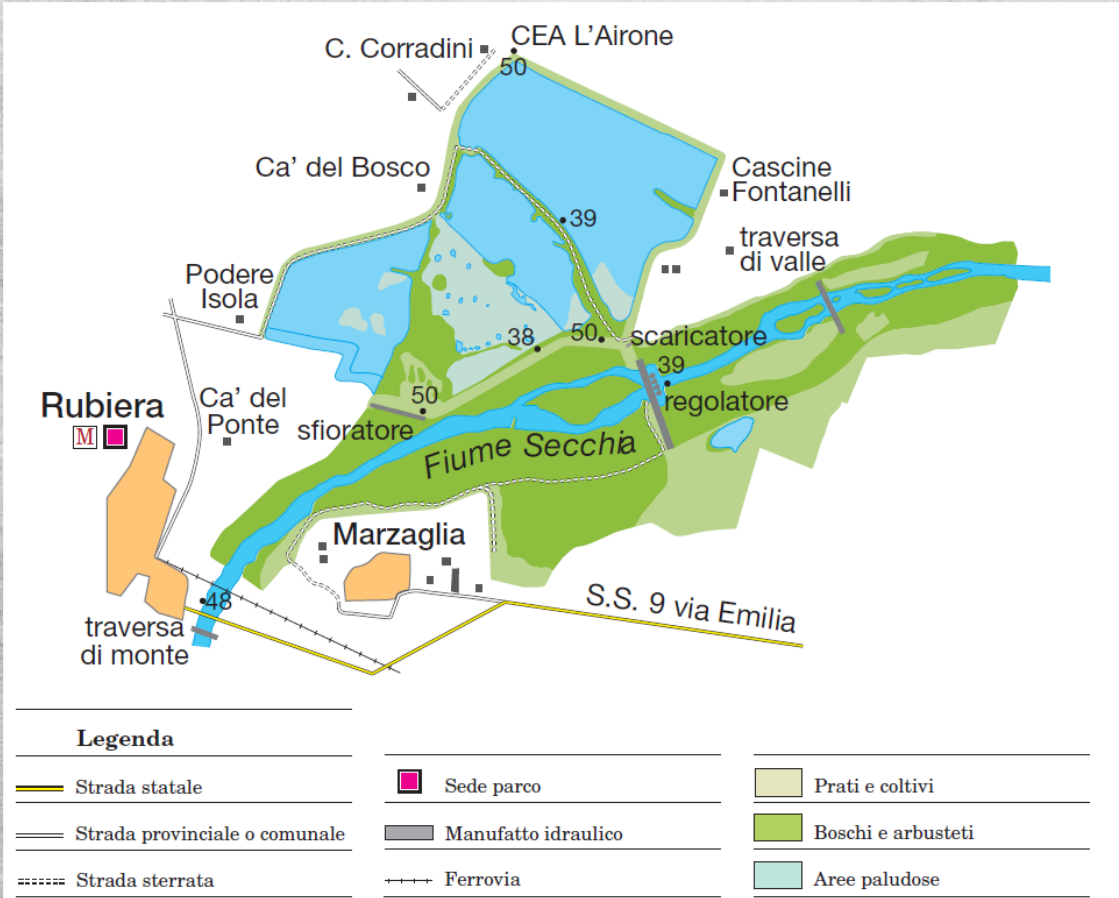 C. Corradini
CEA L'Airone
50
Ca' del Bosco
Cascine
Fontanelli
39
traversa
di valle
Podere
Isola
38
50
scaricatore
39
regolatore
Rubiera
M
Ca' del
Ponte
50
sfioratore
Fiume Secchia
Marzaglia
48
S.S. 9 via Emilia
traversa
di monte
Legenda
Strada statale
Strada provinciale o comunale
Strada sterrata
Sede parco
Manufatto idraulico
Ferrovia
Prati e coltivi
Boschi e arbusteti
Aree paludose